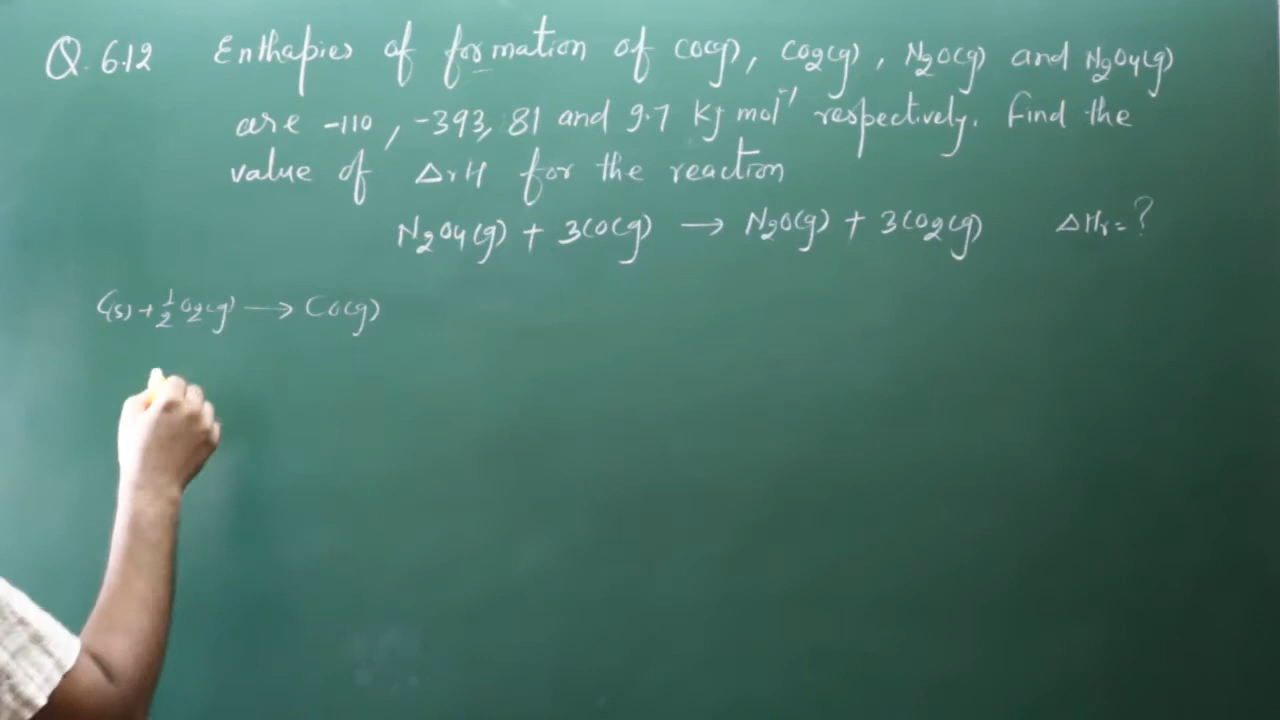 Q. 6.12 Enthapies of formation of CO(g), CO2(g), N2O(g) and N2O4(g)
are -110, -393, 81 and 9.7 KJ mol⁻¹ respectively. Find the
value of ΔrH for the reaction
N2O4(g) + 3CO(g) → N2O(g) + 3CO2(g) ΔHr=?
C(s) + 1/2 O2(g) → CO(g)